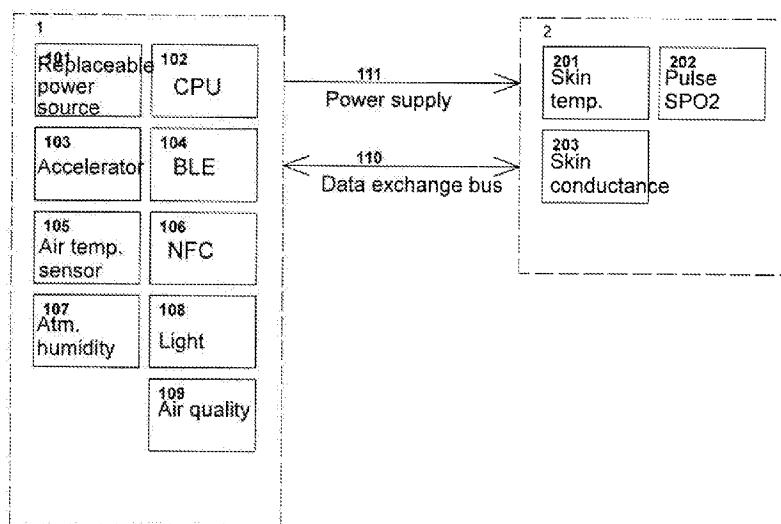 1
101
Replaceable
power
source
102
CPU
103
Accelerator
104
BLE
105
Air temp.
sensor
106
NFC
107
Atm.
humidity
108
Light
109
Air quality
111
Power supply
110
Data exchange bus
2
201
Skin
temp.
202
Pulse
SPO2
203
Skin
conductance